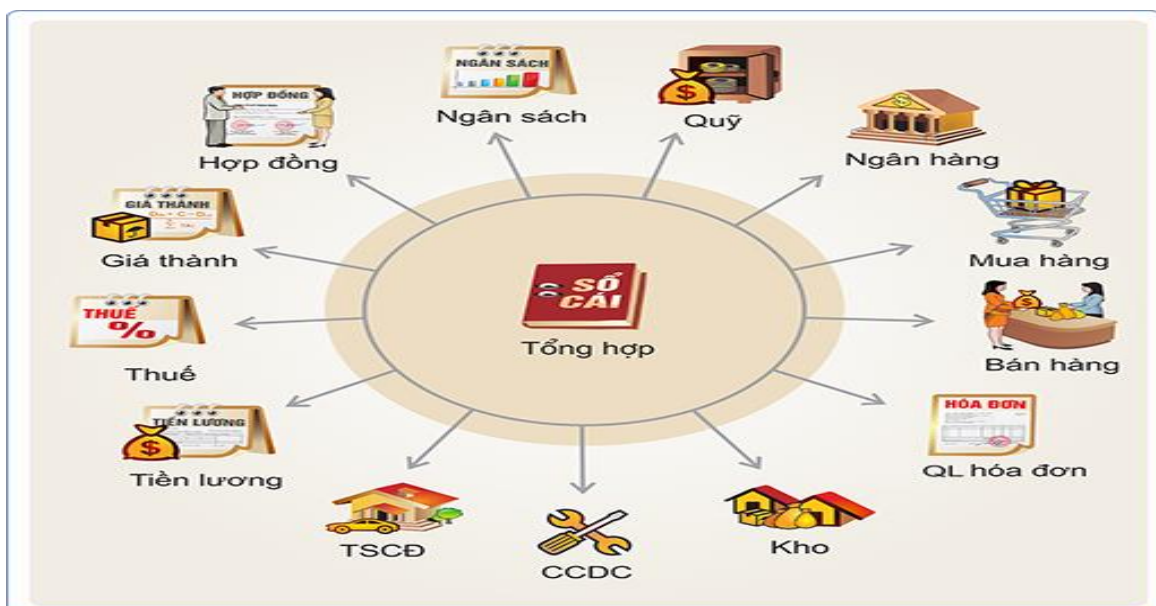 NGÂN SÁCH
Ngân sách
Quỹ
Ngân hàng
Mua hàng
Bán hàng
HÓA ĐƠN
QL hóa đơn
Kho
CCDC
TSCĐ
TIỀN LƯƠNG
Tiền lương
THUẾ
%
Thuế
GIÁ THÀNH
Giá thành
HỢP ĐỒNG
Hợp đồng
SỔ
CÁI
Tổng hợp